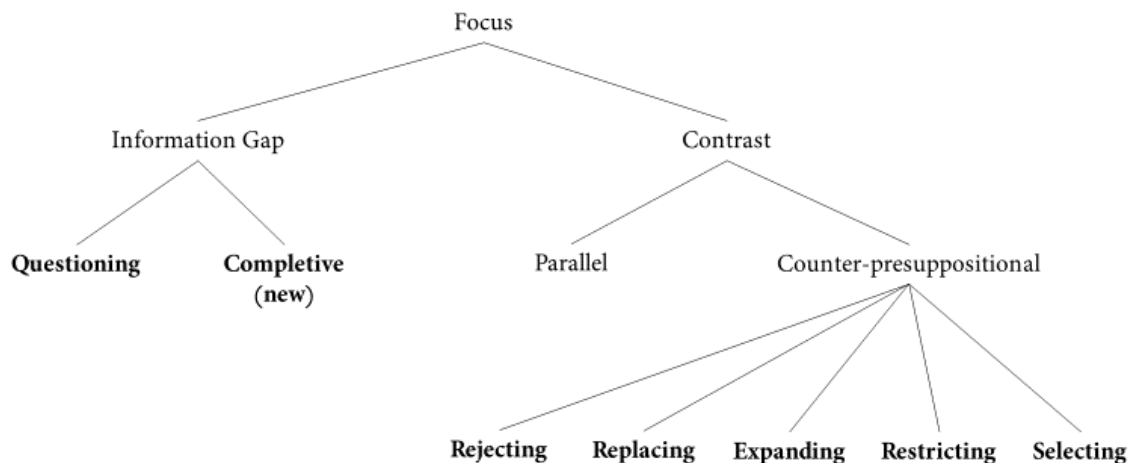 Focus
Information Gap
Contrast
Questioning
Completive
(new)
Parallel
Counter-presuppositional
Rejecting
Replacing
Expanding
Restricting
Selecting